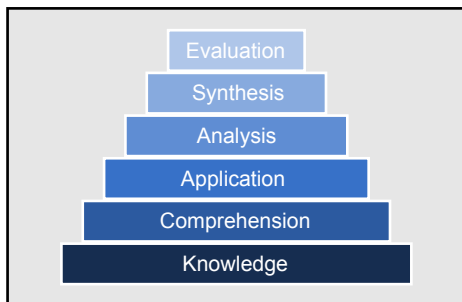 Evaluation
Synthesis
Analysis
Application
Comprehension
Knowledge